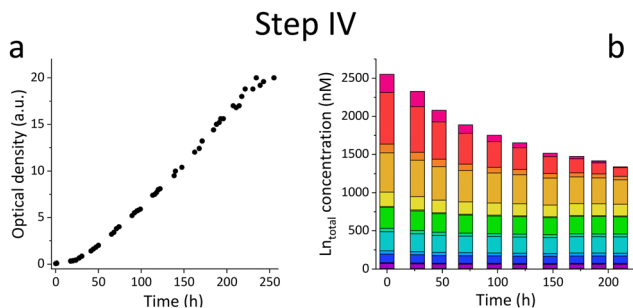 Step IV
a
b
Optical density (a.u.)
20
15
10
5
0
0 50 100 150 200 250
Time (h)
Ln_total concentration (nM)
2500
2000
1500
1000
500
0
0 50 100 150 200
Time (h)